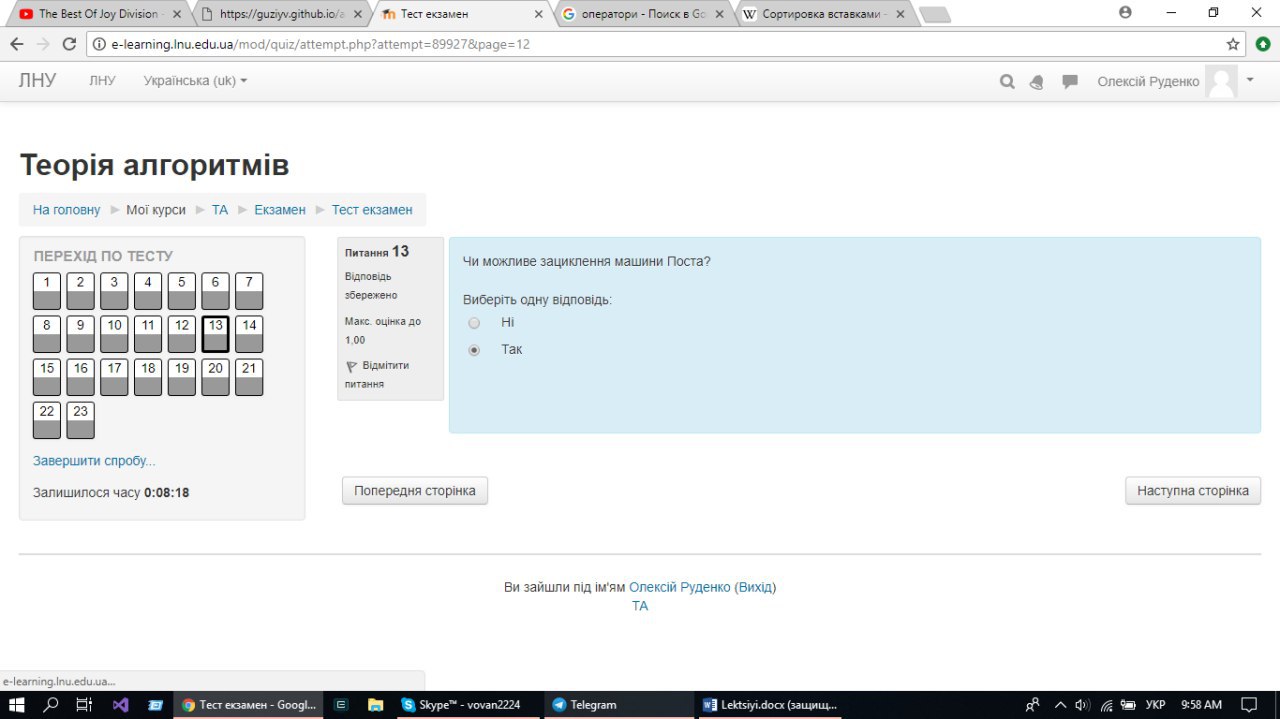 The Best Of Joy Division -
https://guziyv.github.io/a
Тест екзамен
оператори - Поиск в Go
Сортировка вставками -
e-learning.lnu.edu.ua/mod/quiz/attempt.php?attempt=89927&page=12
ЛНУ ЛНУ Українська (uk) Олексій Руденко
Теорія алгоритмів
На головну Мої курси ТА Екзамен Тест екзамен
ПЕРЕХІД ПО ТЕСТУ
1 2 3 4 5 6 7
8 9 10 11 12 13 14
15 16 17 18 19 20 21
22 23
Завершити спробу...
Залишилося часу 0:08:18
Питання 13
Відповідь
збережено
Макс. оцінка до
1,00
Відмітити
питання
Чи можливе зациклення машини Поста?
Виберіть одну відповідь:
Ні
Так
Попередня сторінка
Наступна сторінка
Ви зайшли під ім'ям Олексій Руденко (Вихід)
ТА
e-learning.lnu.edu.ua...
Тест екзамен - Googl...
Skype™ - vovan2224
Telegram
Lektsiyi.docx (защищ...
УКР 9:58 AM